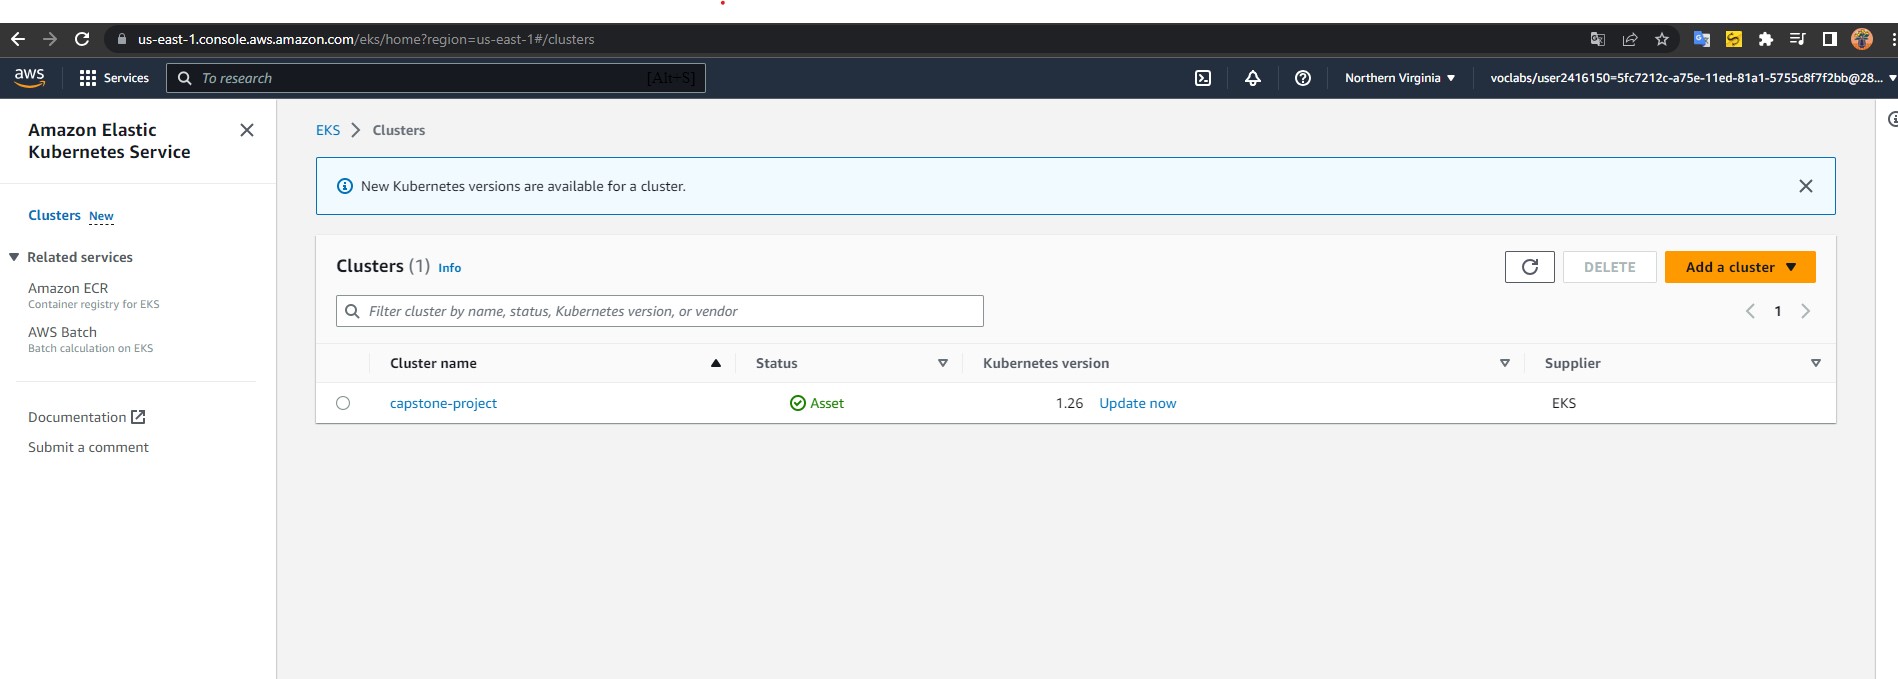 us-east-1.console.aws.amazon.com/eks/home?region=us-east-1#/clusters
aws Services To research [Alt+S] Northern Virginia voclabs/user2416150=5fc7212c-a75e-11ed-81a1-5755c8f7f2bb@28...
Amazon Elastic
Kubernetes Service
Clusters New
Related services
Amazon ECR
Container registry for EKS
AWS Batch
Batch calculation on EKS
Documentation
Submit a comment
EKS Clusters
New Kubernetes versions are available for a cluster.
Clusters (1) Info
DELETE Add a cluster
Filter cluster by name, status, Kubernetes version, or vendor
1
Cluster name Status Kubernetes version Supplier
capstone-project Asset 1.26 Update now EKS